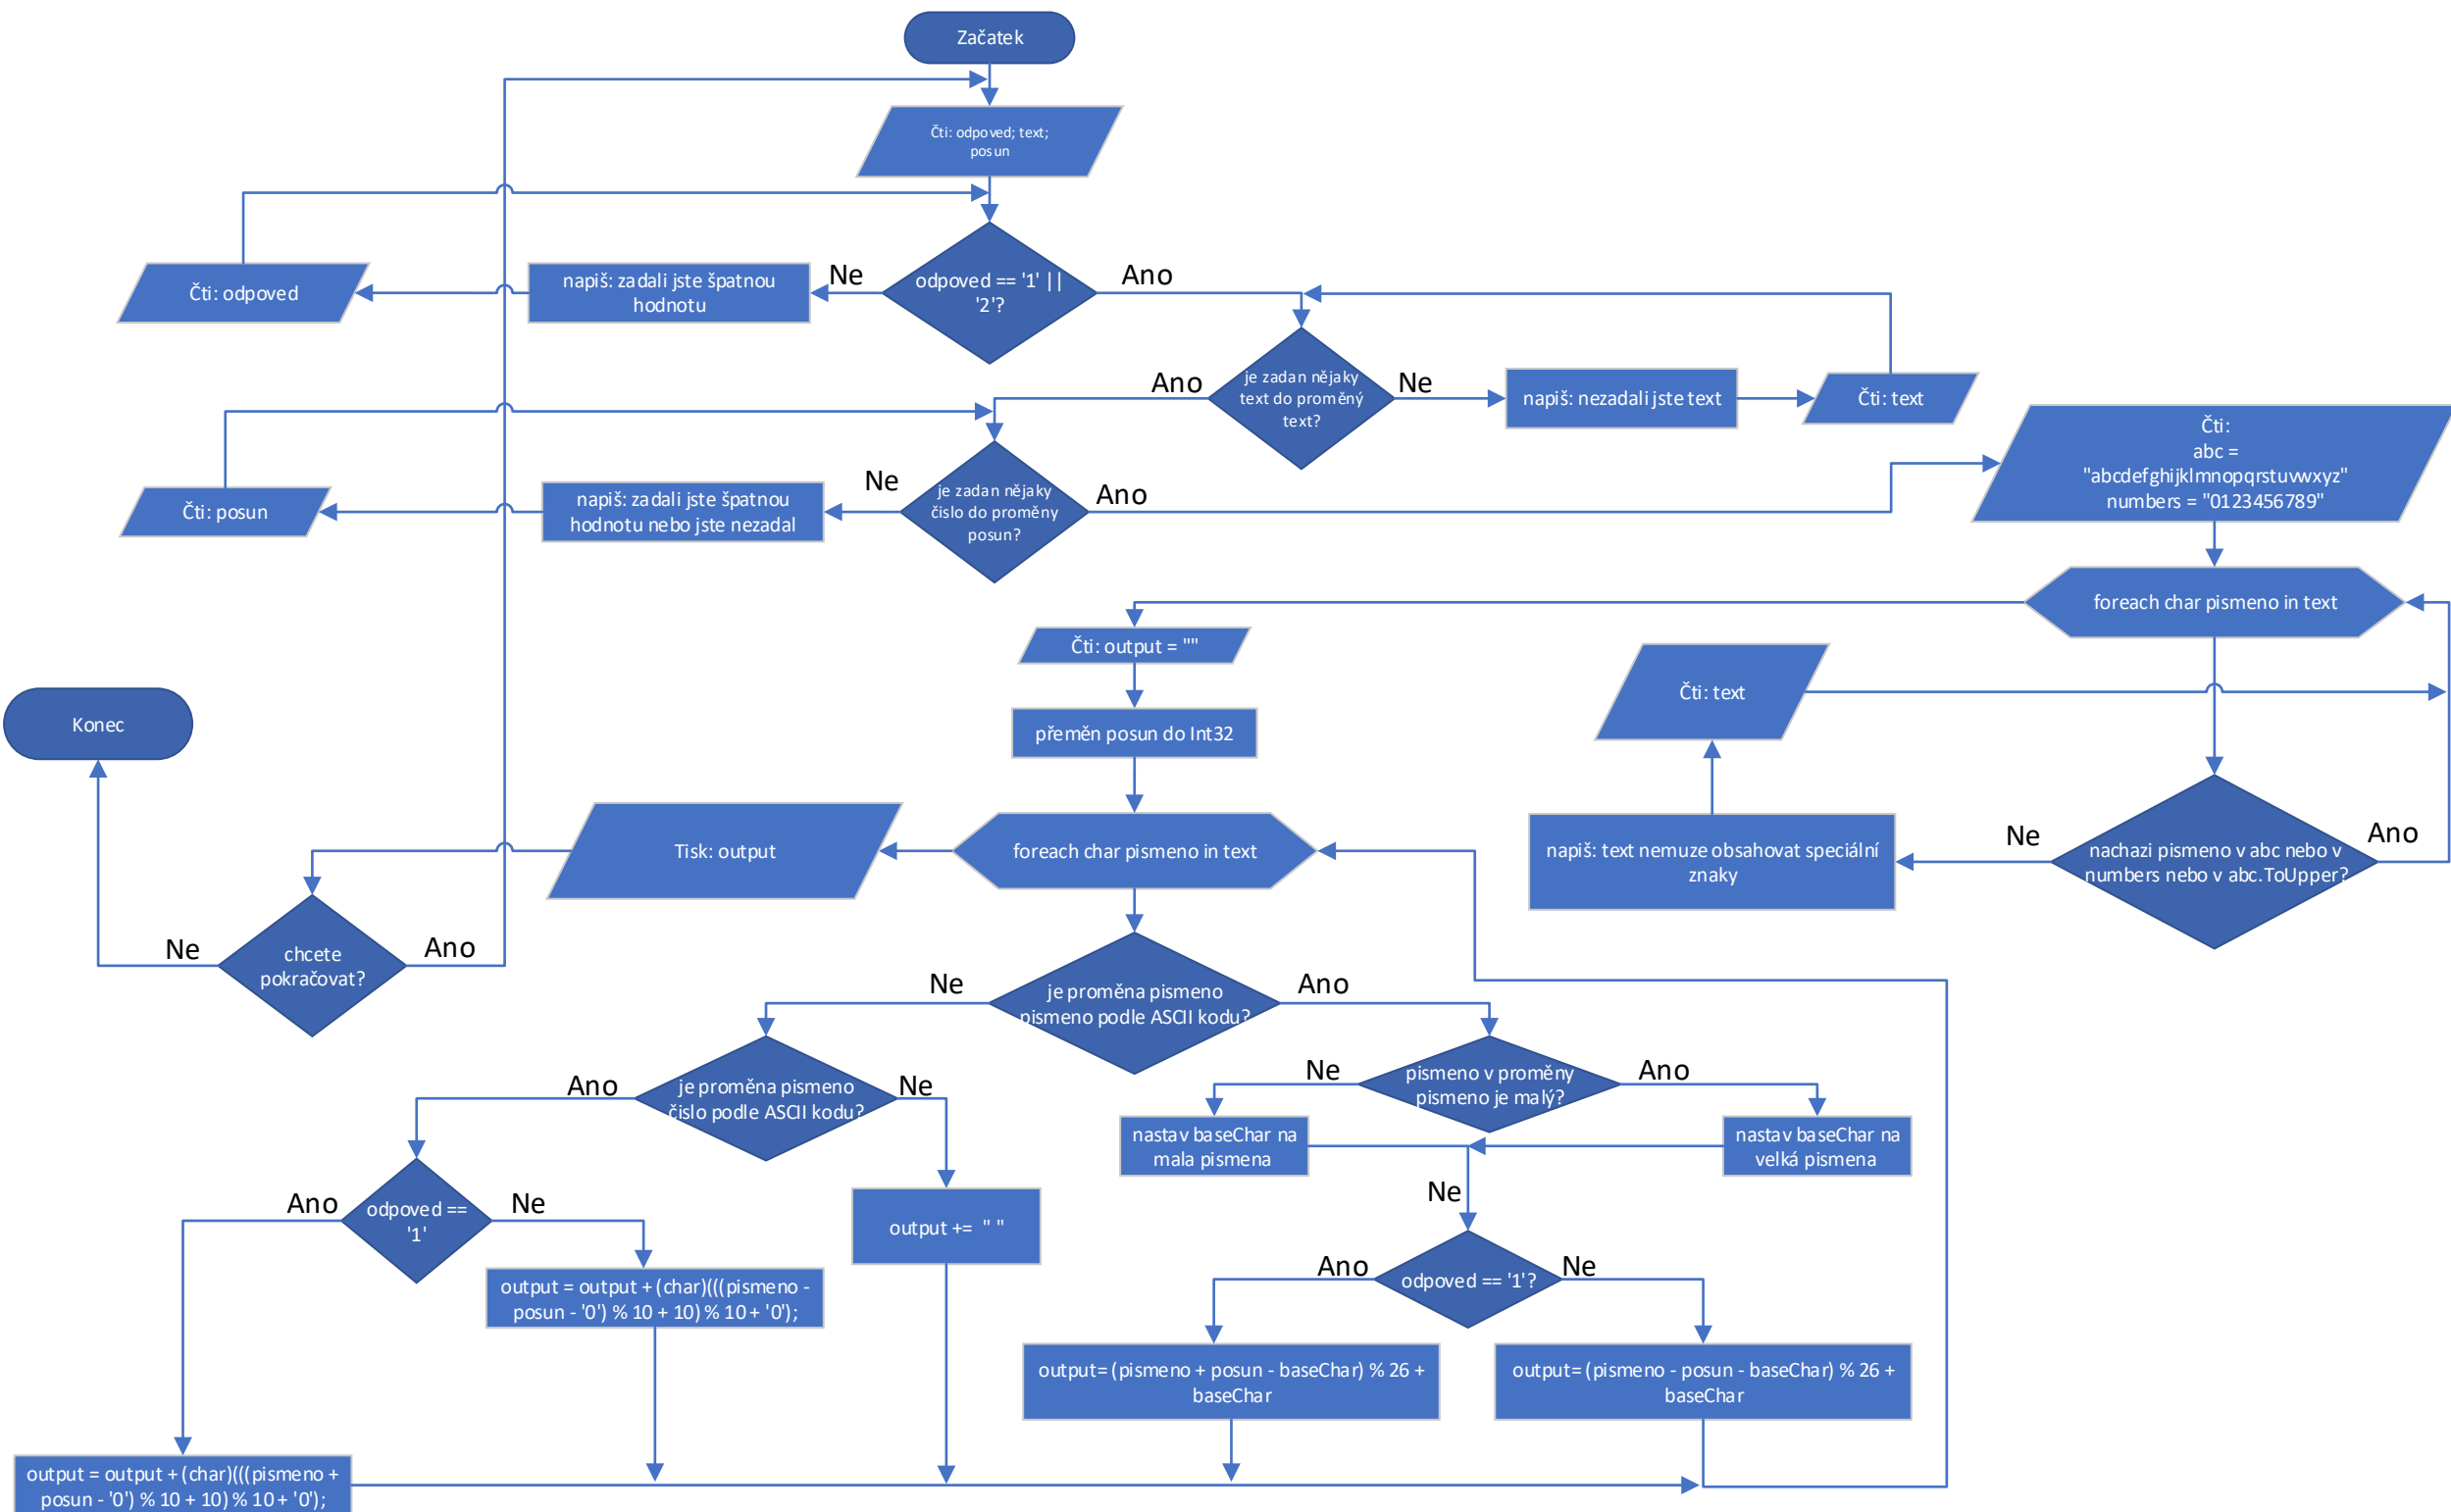 Začatek
Čti: odpoved; text;
posun
odpoved == '1' ||
'2'?
Ne
Ano
napiš: zadali jste špatnou
hodnotu
Čti: odpoved
je zadan nějaky
text do proměný
text?
Ano
Ne
napiš: nezadali jste text
Čti: text
je zadan nějaky
čislo do proměny
posun?
Ne
Ano
napiš: zadali jste špatnou
hodnotu nebo jste nezadal
Čti: posun
Čti:
abc =
"abcdefghijklmnopqrstuvwxyz"
numbers = "0123456789"
foreach char pismeno in text
Čti: output = ""
Čti: text
Konec
přeměn posun do Int32
Tisk: output
foreach char pismeno in text
napiš: text nemuze obsahovat speciální
znaky
Ne
nachazi pismeno v abc nebo v
numbers nebo v abc.ToUpper?
Ano
Ne
chcete
pokračovat?
Ano
Ne
je proměna pismeno
pismeno podle ASCII kodu?
Ano
Ano
je proměna pismeno
čislo podle ASCII kodu?
Ne
Ne
pismeno v proměny
pismeno je malý?
Ano
nastav baseChar na
mala pismena
nastav baseChar na
velká pismena
Ano
odpoved ==
'1'
Ne
output +=  " "
Ne
output = output + (char)(((pismeno -
posun - '0') % 10 + 10) % 10 + '0');
Ano
odpoved == '1'?
Ne
output= (pismeno + posun - baseChar) % 26 +
baseChar
output= (pismeno - posun - baseChar) % 26 +
baseChar
output = output + (char)(((pismeno +
posun - '0') % 10 + 10) % 10 + '0');